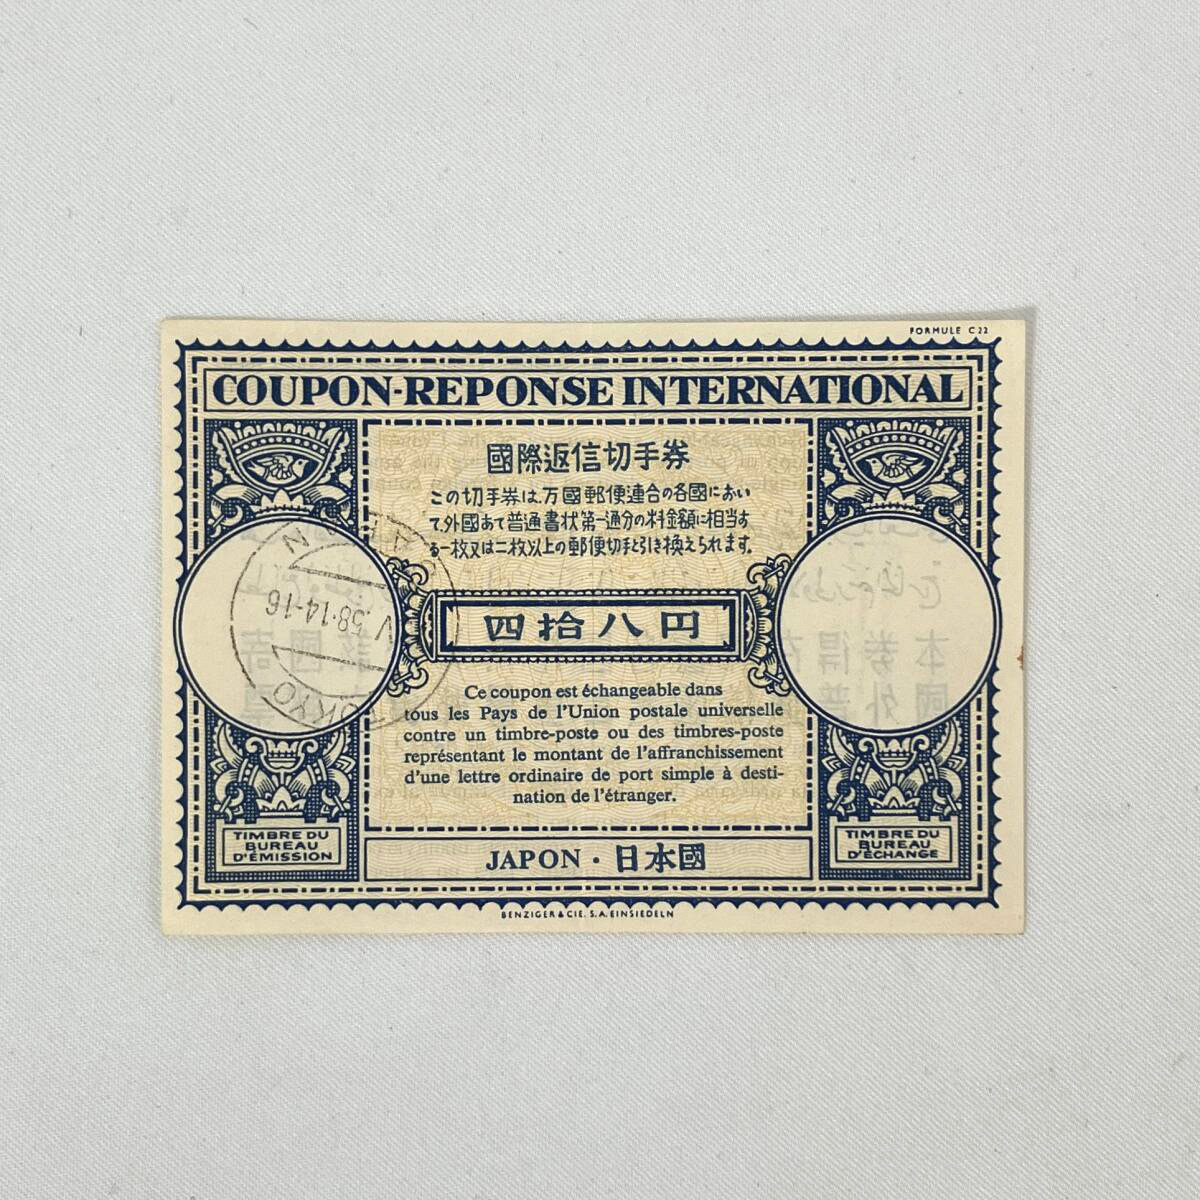 FORMULE C 22
COUPON-REPONSE INTERNATIONAL
國際返信切手券
この切手券は、万國郵便連合の各國におい
て、外國あて普通書状第一通分の料金額に相当す
る一枚又は二枚以上の郵便切手と引き換えられます。
JAPAN
V 58·14-16
TOKYO
四拾八円
Ce coupon est échangeable dans
tous les Pays de l'Union postale universelle
contre un timbre-poste ou des timbres-poste
représentant le montant de l'affranchissement
d'une lettre ordinaire de port simple à desti-
nation de l'étranger.
TIMBRE DU
BUREAU
D'ÉMISSION
TIMBRE DU
BUREAU
D'ÉCHANGE
JAPON · 日本國
BENZIGER & CIE. S.A. EINSIEDELN